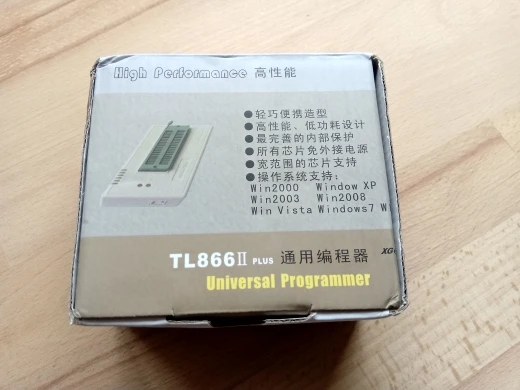 High Performance 高性能
●轻巧便携造型
●高性能、低功耗设计
●最完善的内部保护
●所有芯片免外接电源
●宽范围的芯片支持
●操作系统支持:
Win2000 Window XP
Win2003 Win2008
Win Vista Windows7 W
TL866II PLUS 通用编程器 XG
Universal Programmer